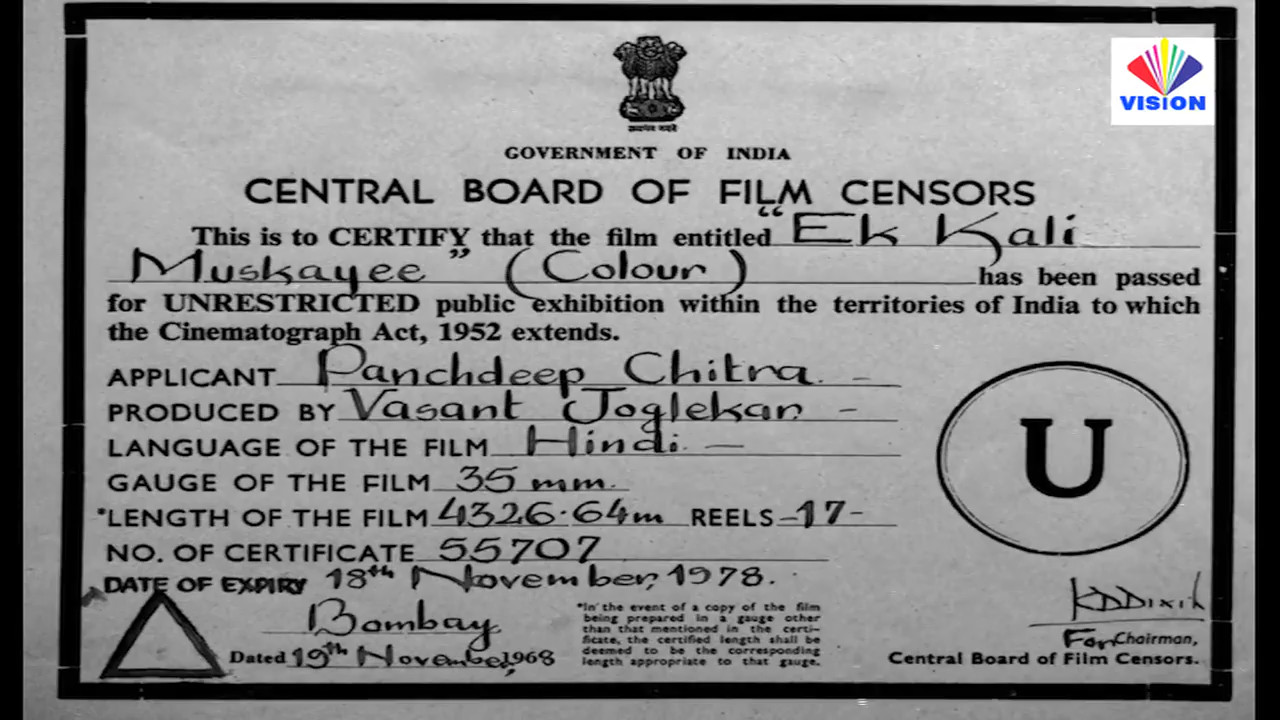 VISION
सत्यमेव जयते
GOVERNMENT OF INDIA
CENTRAL BOARD OF FILM CENSORS
This is to CERTIFY that the film entitled "Ek Kali
Muskayee" (Colour) has been passed
for UNRESTRICTED public exhibition within the territories of India to which
the Cinematograph Act, 1952 extends.
APPLICANT Panchdeep Chitra. -
PRODUCED BY Vasant Joglekar -
LANGUAGE OF THE FILM Hindi. -
GAUGE OF THE FILM 35 mm.
*LENGTH OF THE FILM 4326.64m REELS -17-
NO. OF CERTIFICATE 55707
DATE OF EXPIRY 18th November, 1978.
U
Bombay
Dated 19th November, 1968
*In the event of a copy of the film
being prepared in a gauge other
than that mentioned in the certi-
ficate, the certified length shall be
deemed to be the corresponding
length appropriate to that gauge.
KDDixit
For Chairman,
Central Board of Film Censors.